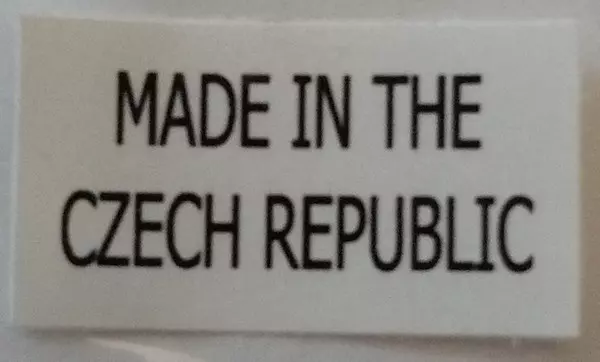 MADE IN THE
CZECH REPUBLIC